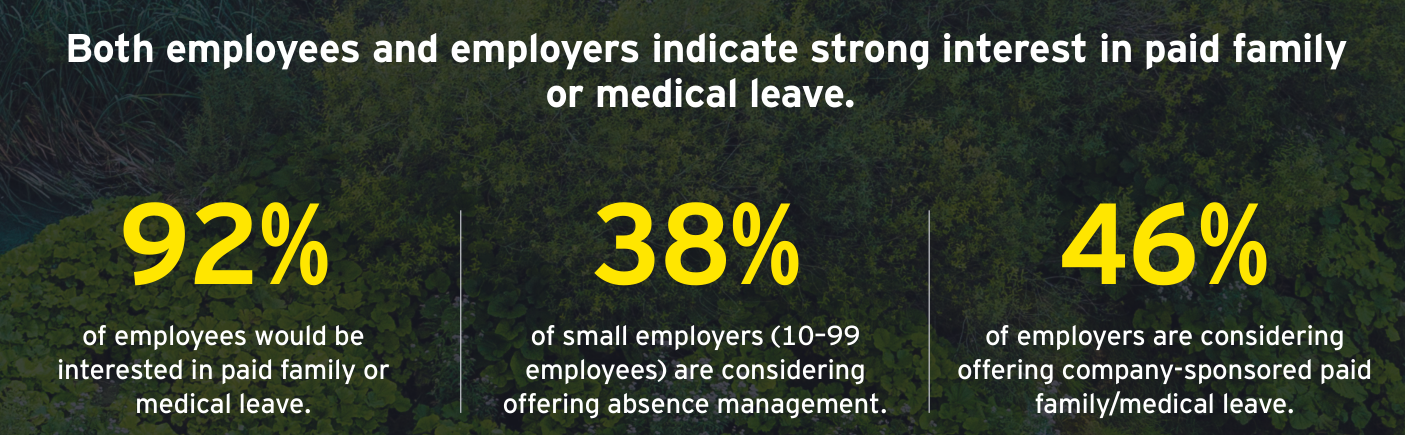 Both employees and employers indicate strong interest in paid family
or medical leave.
92%
of employees would be
interested in paid family or
medical leave.
38%
of small employers (10–99
employees) are considering
offering absence management.
46%
of employers are considering
offering company-sponsored paid
family/medical leave.